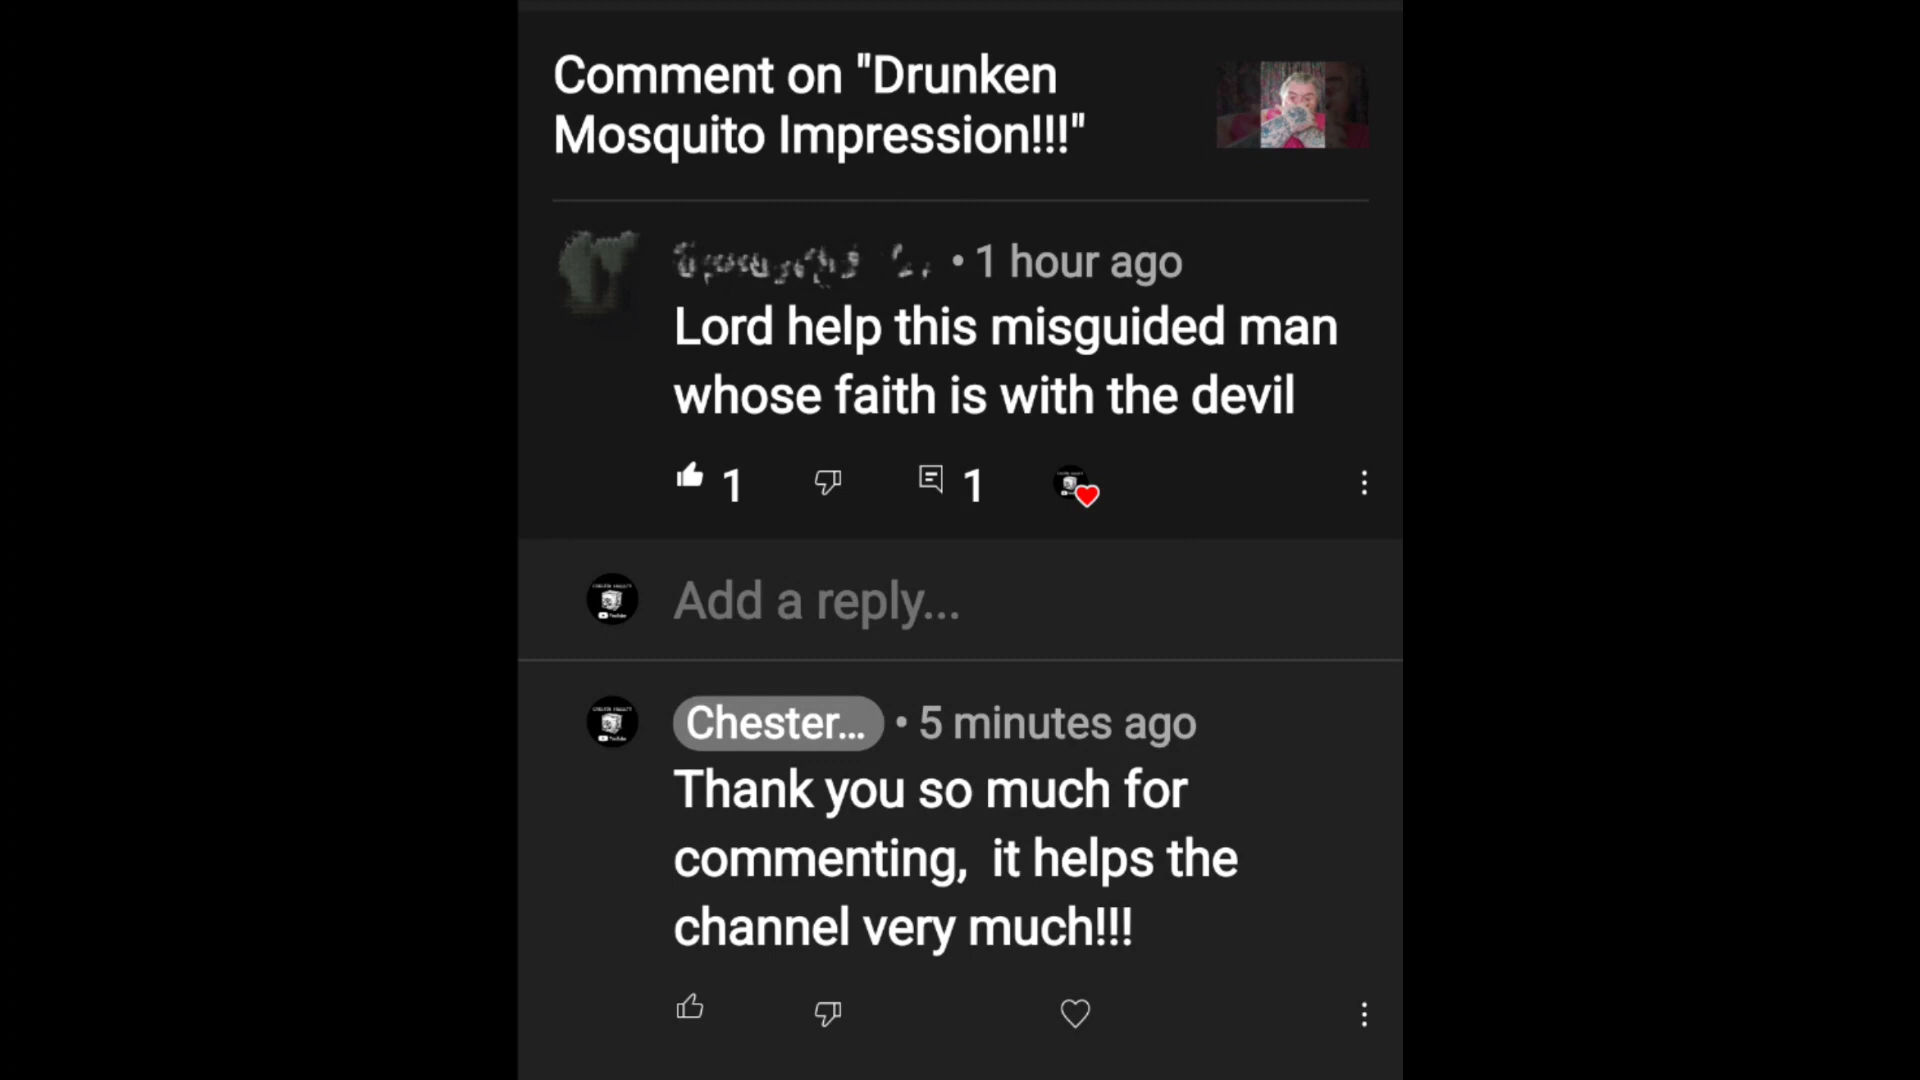 Comment on "Drunken
Mosquito Impression!!!"
• 1 hour ago
Lord help this misguided man
whose faith is with the devil
1
1
Add a reply...
Chester... • 5 minutes ago
Thank you so much for
commenting,  it helps the
channel very much!!!